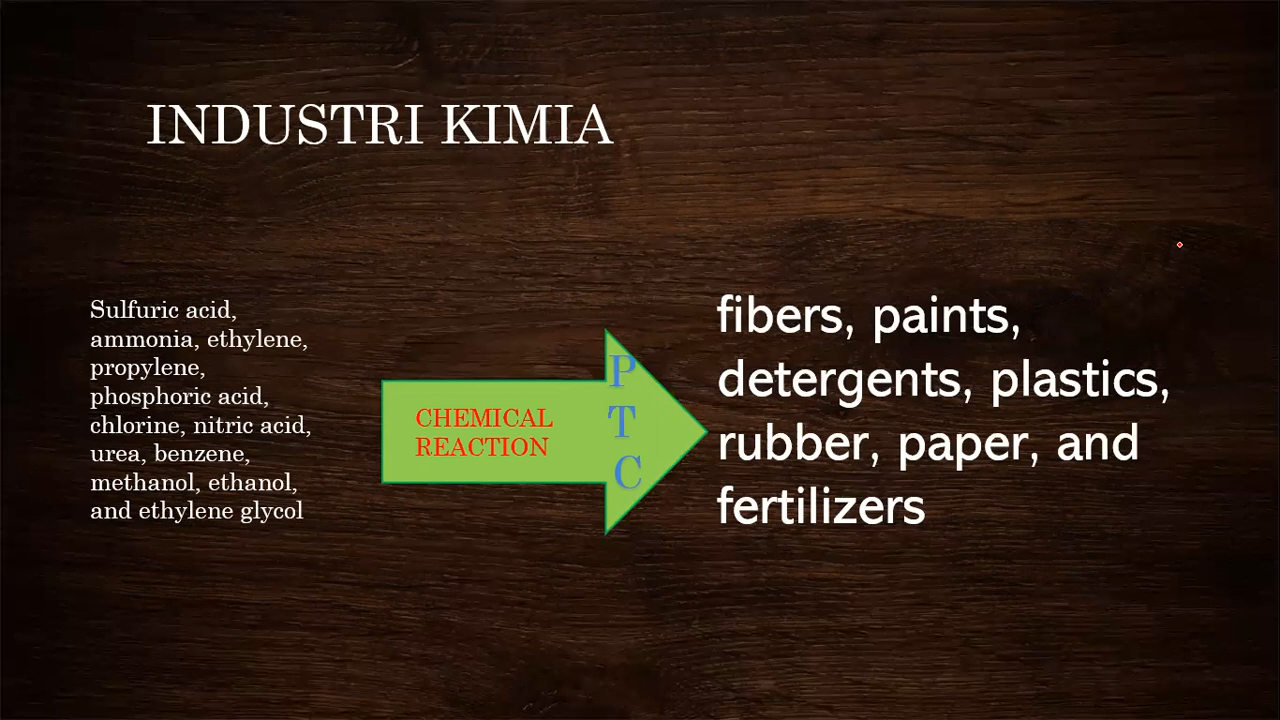 INDUSTRI KIMIA
Sulfuric acid,
ammonia, ethylene,
propylene,
phosphoric acid,
chlorine, nitric acid,
urea, benzene,
methanol, ethanol,
and ethylene glycol
CHEMICAL
REACTION
P
T
C
fibers, paints,
detergents, plastics,
rubber, paper, and
fertilizers